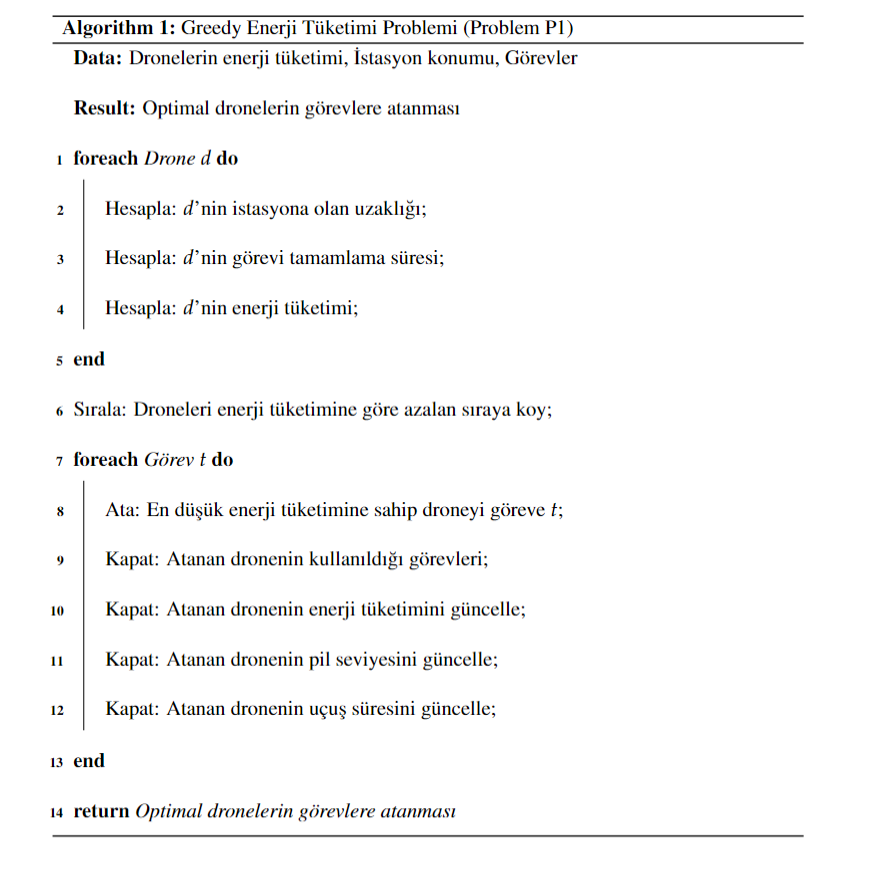 Algorithm 1: Greedy Enerji Tüketimi Problemi (Problem P1)
Data: Dronelerin enerji tüketimi, İstasyon konumu, Görevler
Result: Optimal dronelerin görevlere atanması
1 foreach Drone d do
2 Hesapla: d’nin istasyona olan uzaklığı;
3 Hesapla: d’nin görevi tamamlama süresi;
4 Hesapla: d’nin enerji tüketimi;
5 end
6 Sırala: Droneleri enerji tüketimine göre azalan sıraya koy;
7 foreach Görev t do
8 Ata: En düşük enerji tüketimine sahip droneyi göreve t;
9 Kapat: Atanan dronenin kullanıldığı görevleri;
10 Kapat: Atanan dronenin enerji tüketimini güncelle;
11 Kapat: Atanan dronenin pil seviyesini güncelle;
12 Kapat: Atanan dronenin uçuş süresini güncelle;
13 end
14 return Optimal dronelerin görevlere atanması